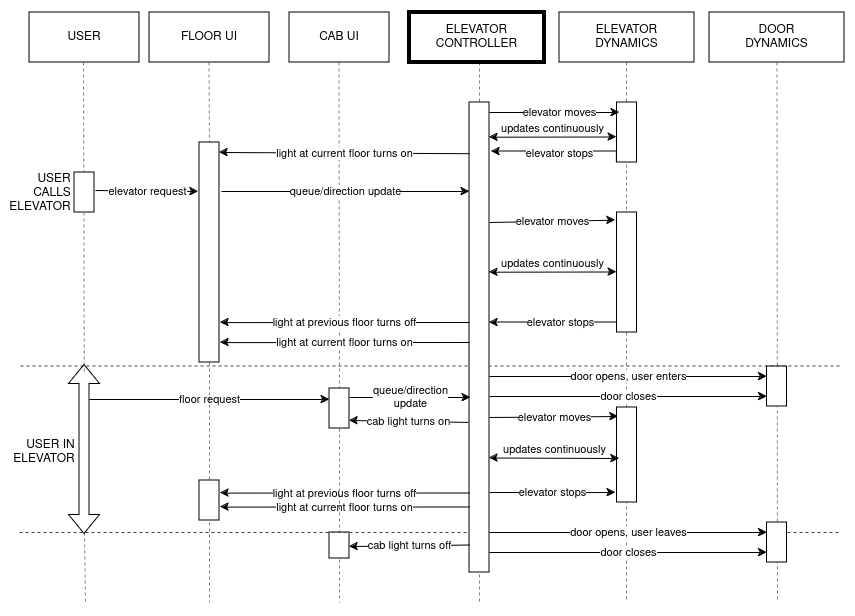 USER
FLOOR UI
CAB UI
ELEVATOR
CONTROLLER
ELEVATOR
DYNAMICS
DOOR
DYNAMICS
elevator moves
updates continuously
light at current floor turns on
elevator stops
USER
CALLS
ELEVATOR
elevator request
queue/direction update
elevator moves
updates continuously
light at previous floor turns off
elevator stops
light at current floor turns on
door opens, user enters
floor request
queue/direction
update
door closes
cab light turns on
elevator moves
USER IN
ELEVATOR
updates continuously
light at previous floor turns off
elevator stops
light at current floor turns on
door opens, user leaves
cab light turns off
door closes